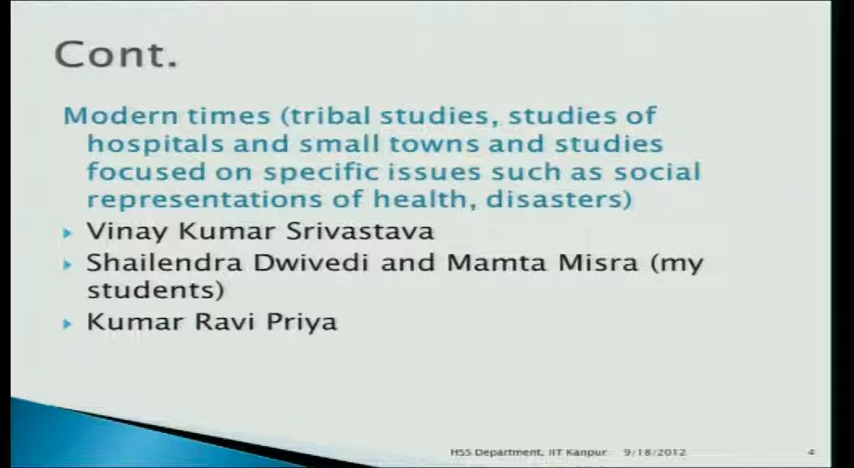 Cont.
Modern times (tribal studies, studies of
hospitals and small towns and studies
focused on specific issues such as social
representations of health, disasters)
Vinay Kumar Srivastava
Shailendra Dwivedi and Mamta Misra (my
students)
Kumar Ravi Priya
HSS Department, IIT Kanpur 9/18/2012 4